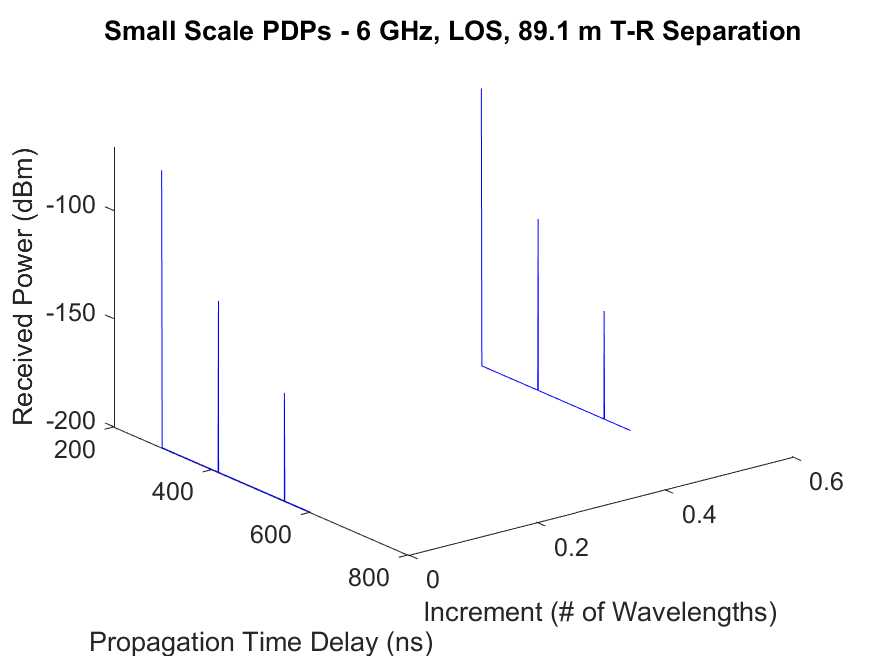 Small Scale PDPs - 6 GHz, LOS, 89.1 m T-R Separation
Received Power (dBm)
-100
-150
-200
200
400
600
800
0
0.2
0.4
0.6
Increment (# of Wavelengths)
Propagation Time Delay (ns)